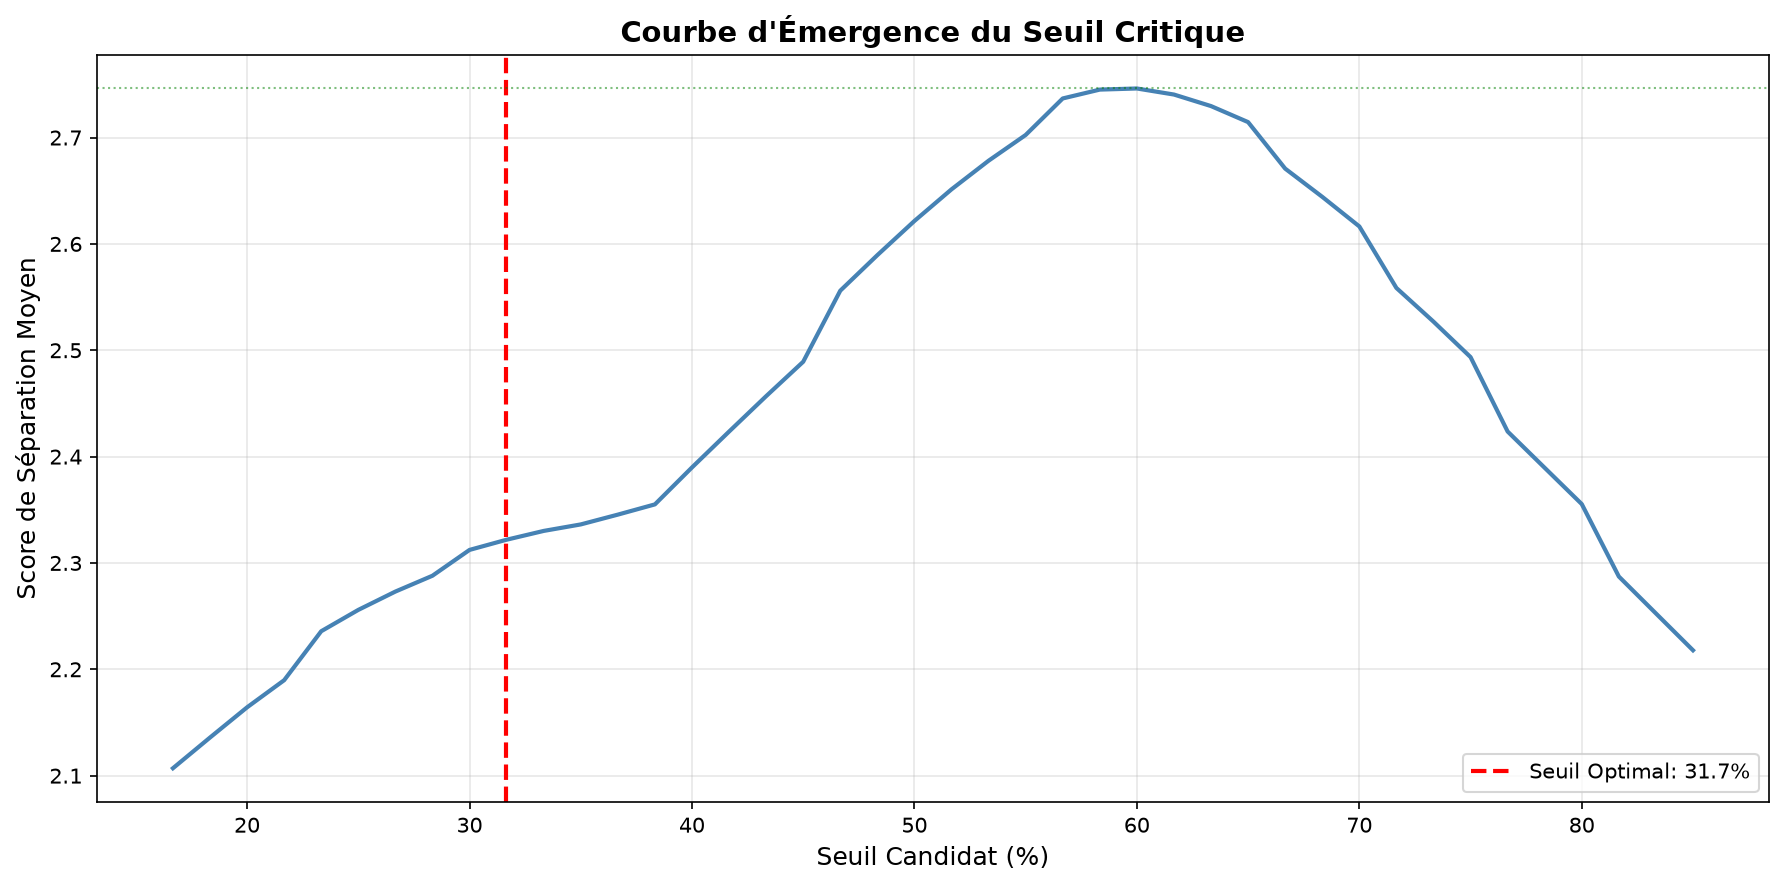 Courbe d'Émergence du Seuil Critique
Score de Séparation Moyen
2.7
2.6
2.5
2.4
2.3
2.2
2.1
Seuil Optimal: 31.7%
20 30 40 50 60 70 80
Seuil Candidat (%)